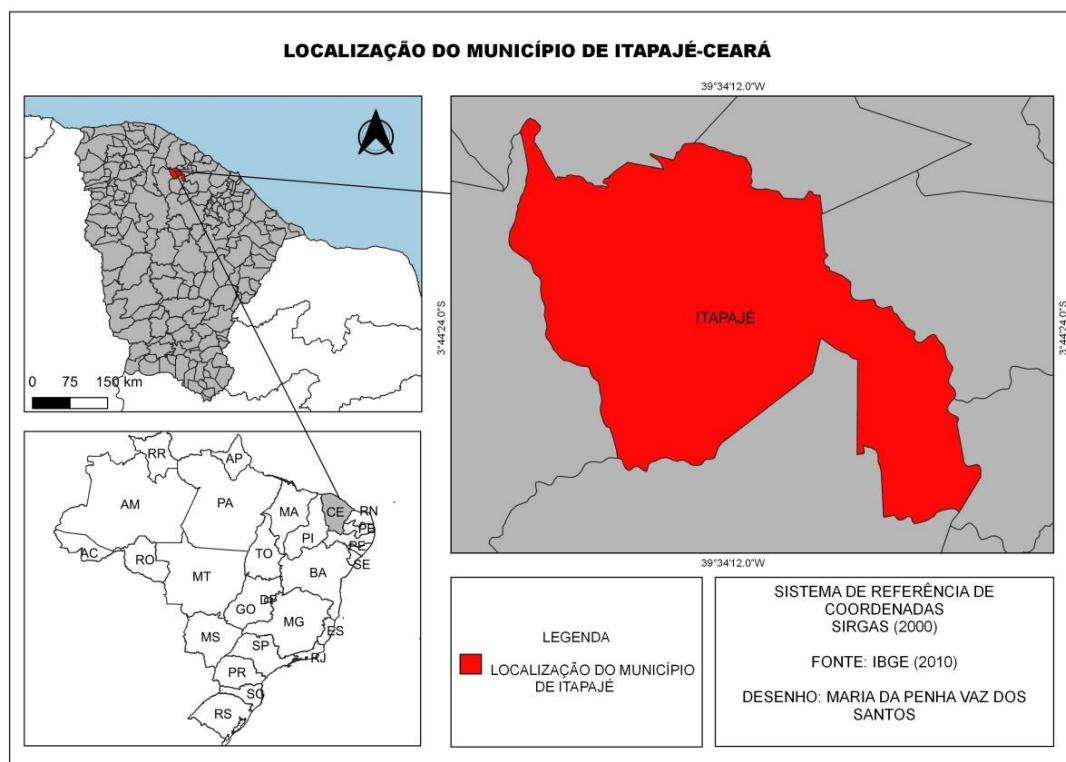 LOCALIZAÇÃO DO MUNICÍPIO DE ITAPAJÉ-CEARÁ
0 75 150 km
39°34'12.0"W
3°44'24.0"S
ITAPAJÉ
3°44'24.0"S
39°34'12.0"W
RR
AP
AM
PA
MA
CE
RN
PB
PI
PE
AC
RO
TO
SE
MT
BA
DF
GO
MG
MS
ES
SP
RJ
PR
SC
RS
LEGENDA
LOCALIZAÇÃO DO MUNICÍPIO
DE ITAPAJÉ
SISTEMA DE REFERÊNCIA DE
COORDENADAS
SIRGAS (2000)
FONTE: IBGE (2010)
DESENHO: MARIA DA PENHA VAZ DOS
SANTOS